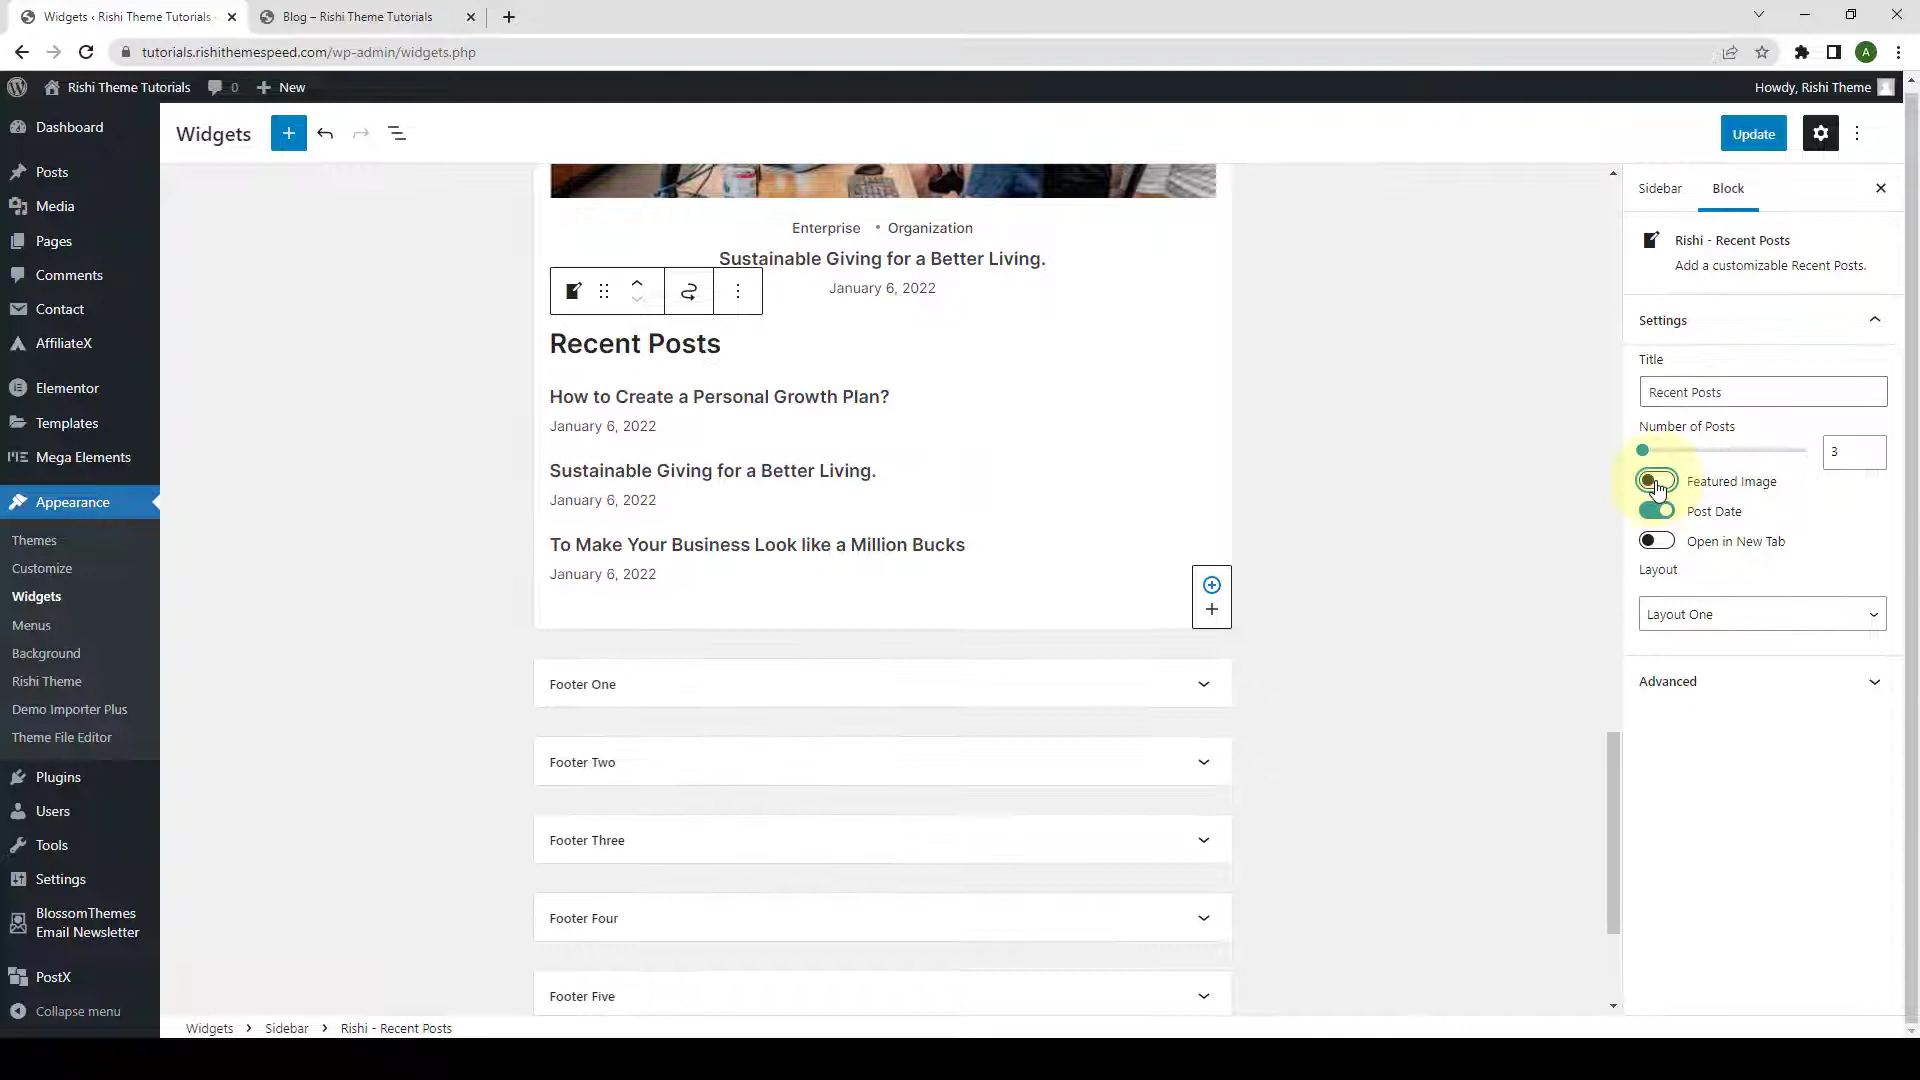 Widgets ‹ Rishi Theme Tutorials -
Blog – Rishi Theme Tutorials
tutorials.rishithemespeed.com/wp-admin/widgets.php
A
Rishi Theme Tutorials
0
New
Howdy, Rishi Theme
Dashboard
Posts
Media
Pages
Comments
Contact
AffiliateX
Elementor
Templates
Mega Elements
Appearance
Themes
Customize
Widgets
Menus
Background
Rishi Theme
Demo Importer Plus
Theme File Editor
Plugins
Users
Tools
Settings
BlossomThemes
Email Newsletter
PostX
Collapse menu
Widgets
Update
Enterprise • Organization
Sustainable Giving for a Better Living.
January 6, 2022
Recent Posts
How to Create a Personal Growth Plan?
January 6, 2022
Sustainable Giving for a Better Living.
January 6, 2022
To Make Your Business Look like a Million Bucks
January 6, 2022
Footer One
Footer Two
Footer Three
Footer Four
Footer Five
Widgets › Sidebar › Rishi - Recent Posts
Sidebar
Block
Rishi - Recent Posts
Add a customizable Recent Posts.
Settings
Title
Recent Posts
Number of Posts
3
Featured Image
Post Date
Open in New Tab
Layout
Layout One
Advanced